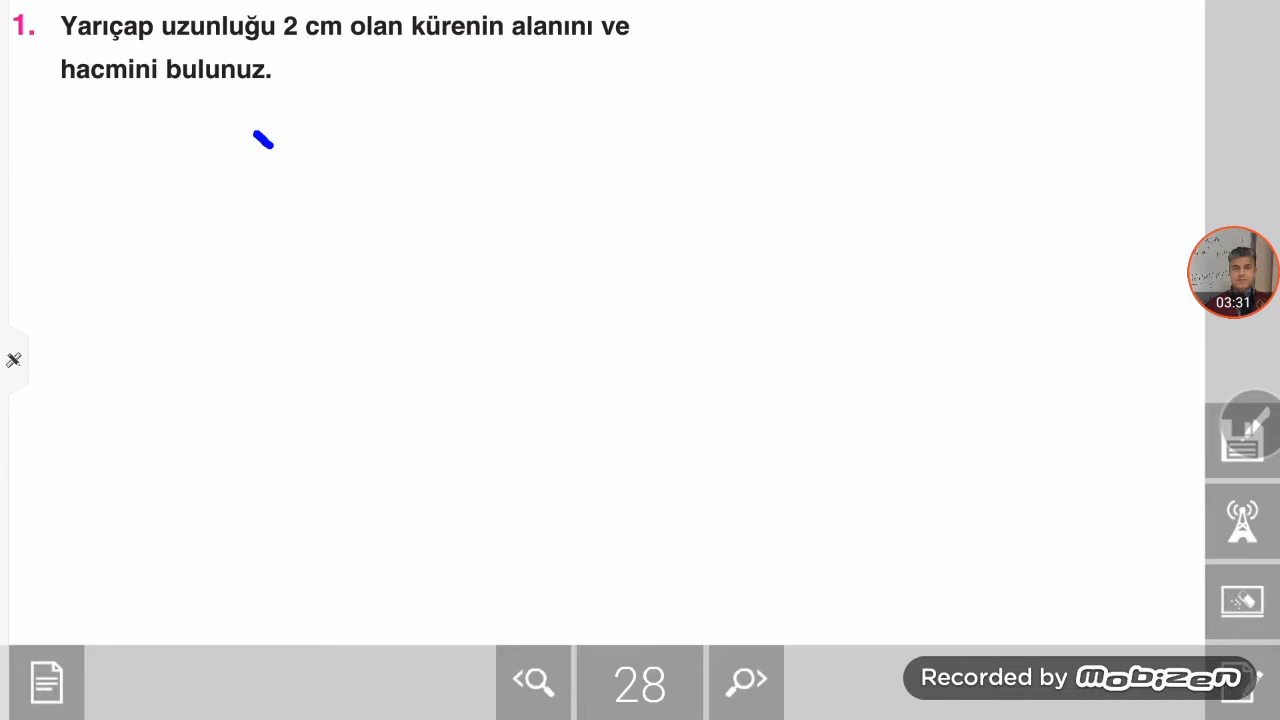 1. Yarıçap uzunluğu 2 cm olan kürenin alanını ve
hacmini bulunuz.
03:31
28
Recorded by mobizen